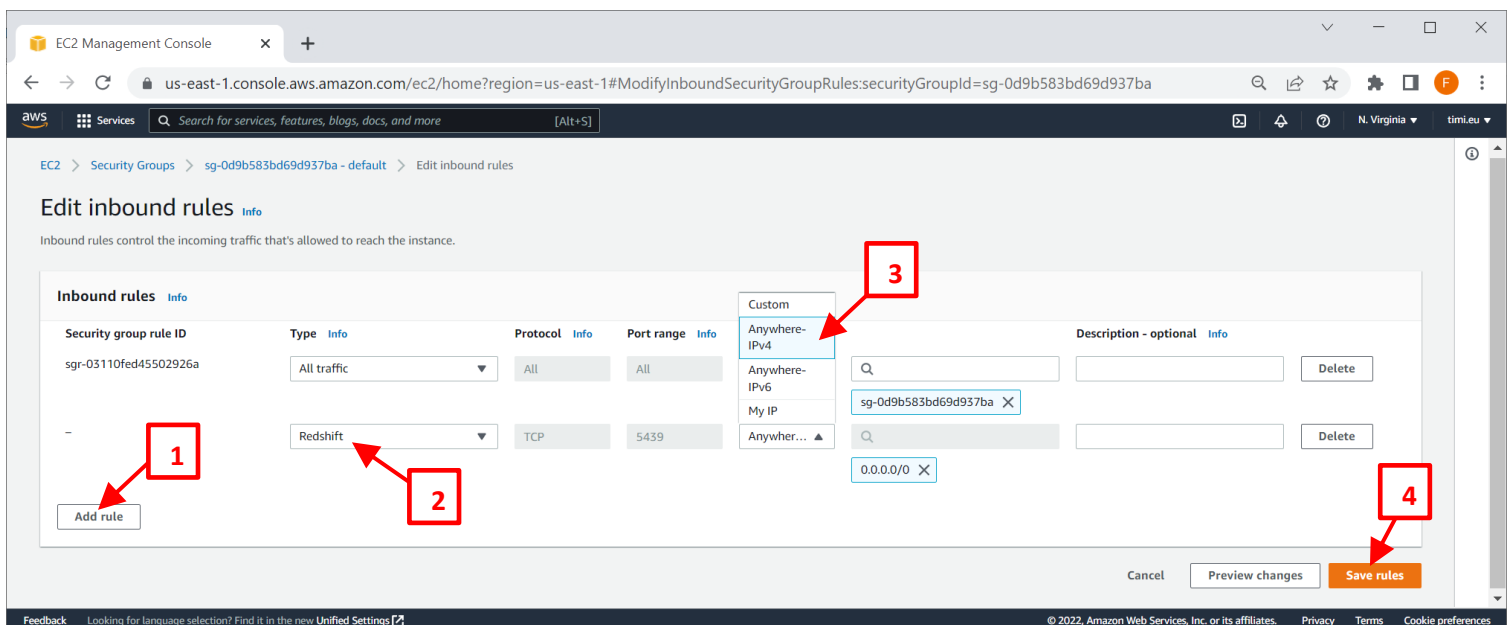 EC2 Management Console
us-east-1.console.aws.amazon.com/ec2/home?region=us-east-1#ModifyInboundSecurityGroupRules:securityGroupId=sg-0d9b583bd69d937ba
F
aws Services Search for services, features, blogs, docs, and more [Alt+S] N. Virginia timi.eu
EC2 Security Groups sg-0d9b583bd69d937ba - default Edit inbound rules
Edit inbound rules Info
Inbound rules control the incoming traffic that's allowed to reach the instance.
3
Inbound rules Info
Custom
Security group rule ID Type Info Protocol Info Port range Info Description - optional Info
Anywhere-
IPv4
sgr-03110fed45502926a All traffic All All Delete
Anywhere-
IPv6
sg-0d9b583bd69d937ba
My IP
– Redshift TCP 5439 Anywher... Delete
1
0.0.0.0/0
2
4
Add rule
Cancel Preview changes Save rules
Feedback Looking for language selection? Find it in the new Unified Settings © 2022, Amazon Web Services, Inc. or its affiliates. Privacy Terms Cookie preferences